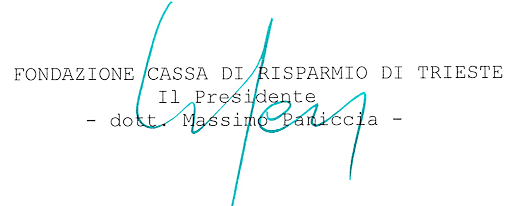 FONDAZIONE CASSA DI RISPARMIO DI TRIESTE
Il Presidente
- dott. Massimo Paniccia -